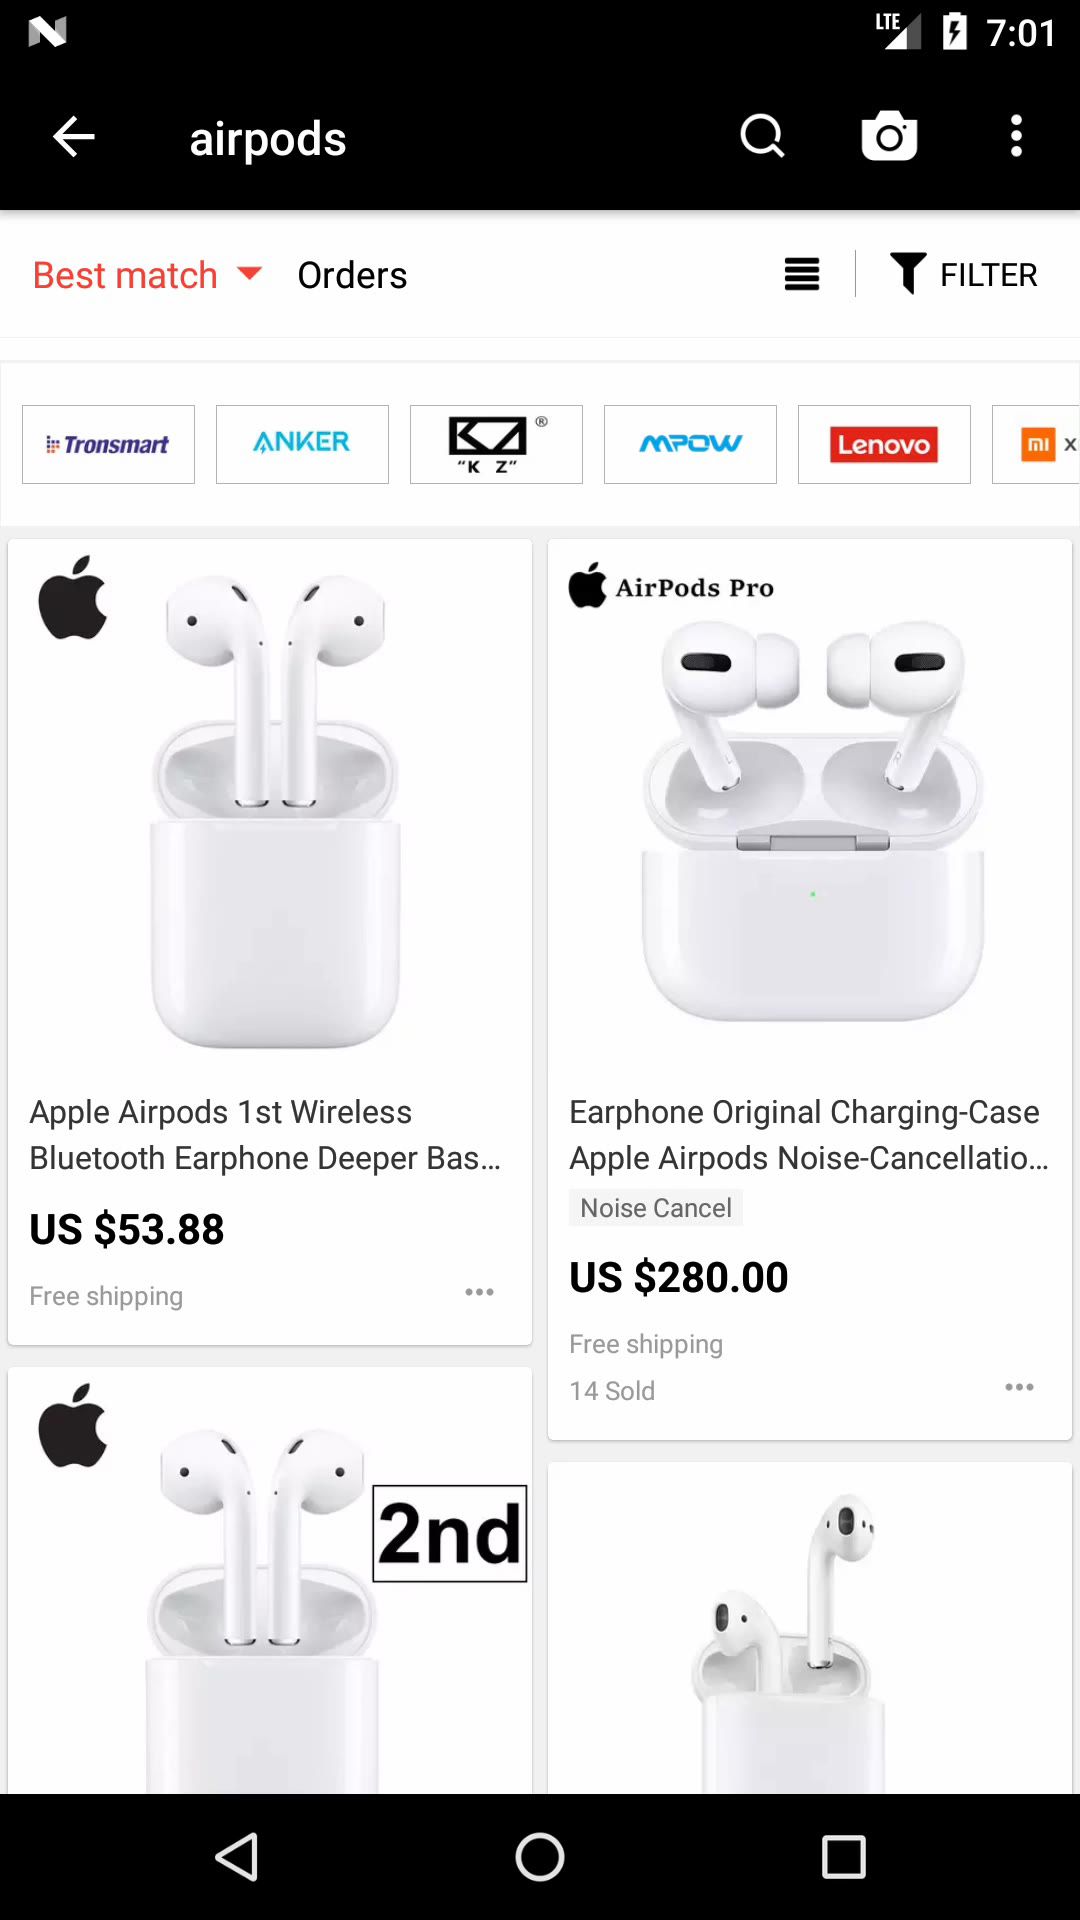 LTE
7:01
airpods
Best match
Orders
FILTER
Tronsmart
ANKER
KZ ®
"K Z"
MPOW
Lenovo
mi X
AirPods Pro
Apple Airpods 1st Wireless
Bluetooth Earphone Deeper Bas...
US $53.88
Free shipping
Earphone Original Charging-Case
Apple Airpods Noise-Cancellatio...
Noise Cancel
US $280.00
Free shipping
14 Sold
2nd